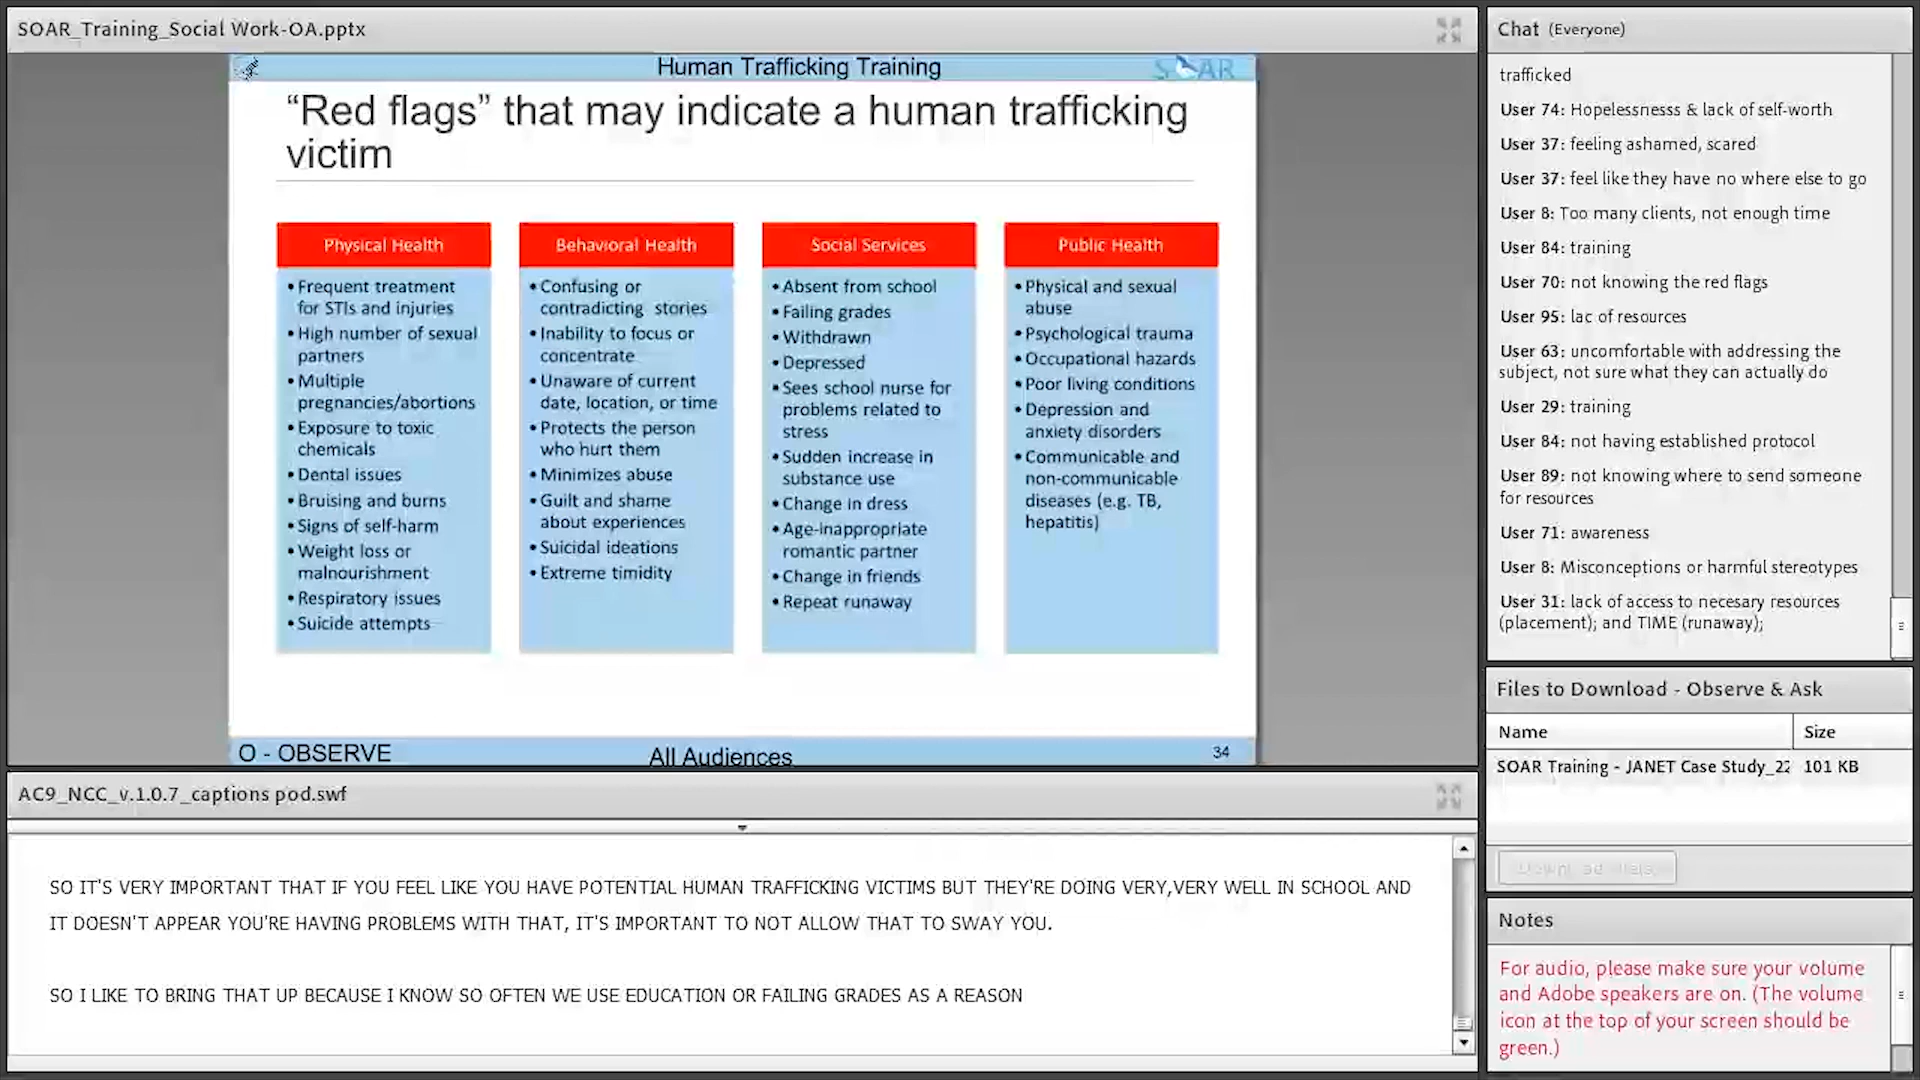 SOAR_Training_Social Work-OA.pptx
Human Trafficking Training
SOAR
“Red flags” that may indicate a human trafficking
victim
Physical Health
• Frequent treatment
for STIs and injuries
• High number of sexual
partners
• Multiple
pregnancies/abortions
• Exposure to toxic
chemicals
• Dental issues
• Bruising and burns
• Signs of self-harm
• Weight loss or
malnourishment
• Respiratory issues
• Suicide attempts
Behavioral Health
• Confusing or
contradicting stories
• Inability to focus or
concentrate
• Unaware of current
date, location, or time
• Protects the person
who hurt them
• Minimizes abuse
• Guilt and shame
about experiences
• Suicidal ideations
• Extreme timidity
Social Services
• Absent from school
• Failing grades
• Withdrawn
• Depressed
• Sees school nurse for
problems related to
stress
• Sudden increase in
substance use
• Change in dress
• Age-inappropriate
romantic partner
• Change in friends
• Repeat runaway
Public Health
• Physical and sexual
abuse
• Psychological trauma
• Occupational hazards
• Poor living conditions
• Depression and
anxiety disorders
• Communicable and
non-communicable
diseases (e.g. TB,
hepatitis)
O - OBSERVE
All Audiences
34
AC9_NCC_v.1.0.7_captions pod.swf
SO IT'S VERY IMPORTANT THAT IF YOU FEEL LIKE YOU HAVE POTENTIAL HUMAN TRAFFICKING VICTIMS BUT THEY'RE DOING VERY,VERY WELL IN SCHOOL AND
IT DOESN'T APPEAR YOU'RE HAVING PROBLEMS WITH THAT, IT'S IMPORTANT TO NOT ALLOW THAT TO SWAY YOU.
SO I LIKE TO BRING THAT UP BECAUSE I KNOW SO OFTEN WE USE EDUCATION OR FAILING GRADES AS A REASON
Chat (Everyone)
trafficked
User 74: Hopelessnesss & lack of self-worth
User 37: feeling ashamed, scared
User 37: feel like they have no where else to go
User 8: Too many clients, not enough time
User 84: training
User 70: not knowing the red flags
User 95: lac of resources
User 63: uncomfortable with addressing the
subject, not sure what they can actually do
User 29: training
User 84: not having established protocol
User 89: not knowing where to send someone
for resources
User 71: awareness
User 8: Misconceptions or harmful stereotypes
User 31: lack of access to necesary resources
(placement); and TIME (runaway);
Files to Download - Observe & Ask
Name Size
SOAR Training - JANET Case Study_22 101 KB
Notes
For audio, please make sure your volume
and Adobe speakers are on. (The volume
icon at the top of your screen should be
green.)